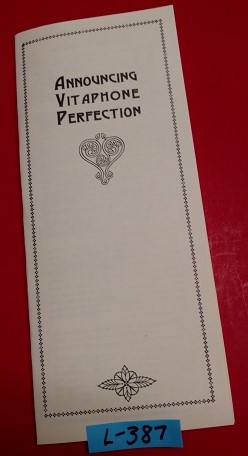 ANNOUNCING
VITAPHONE
PERFECTION
L-387